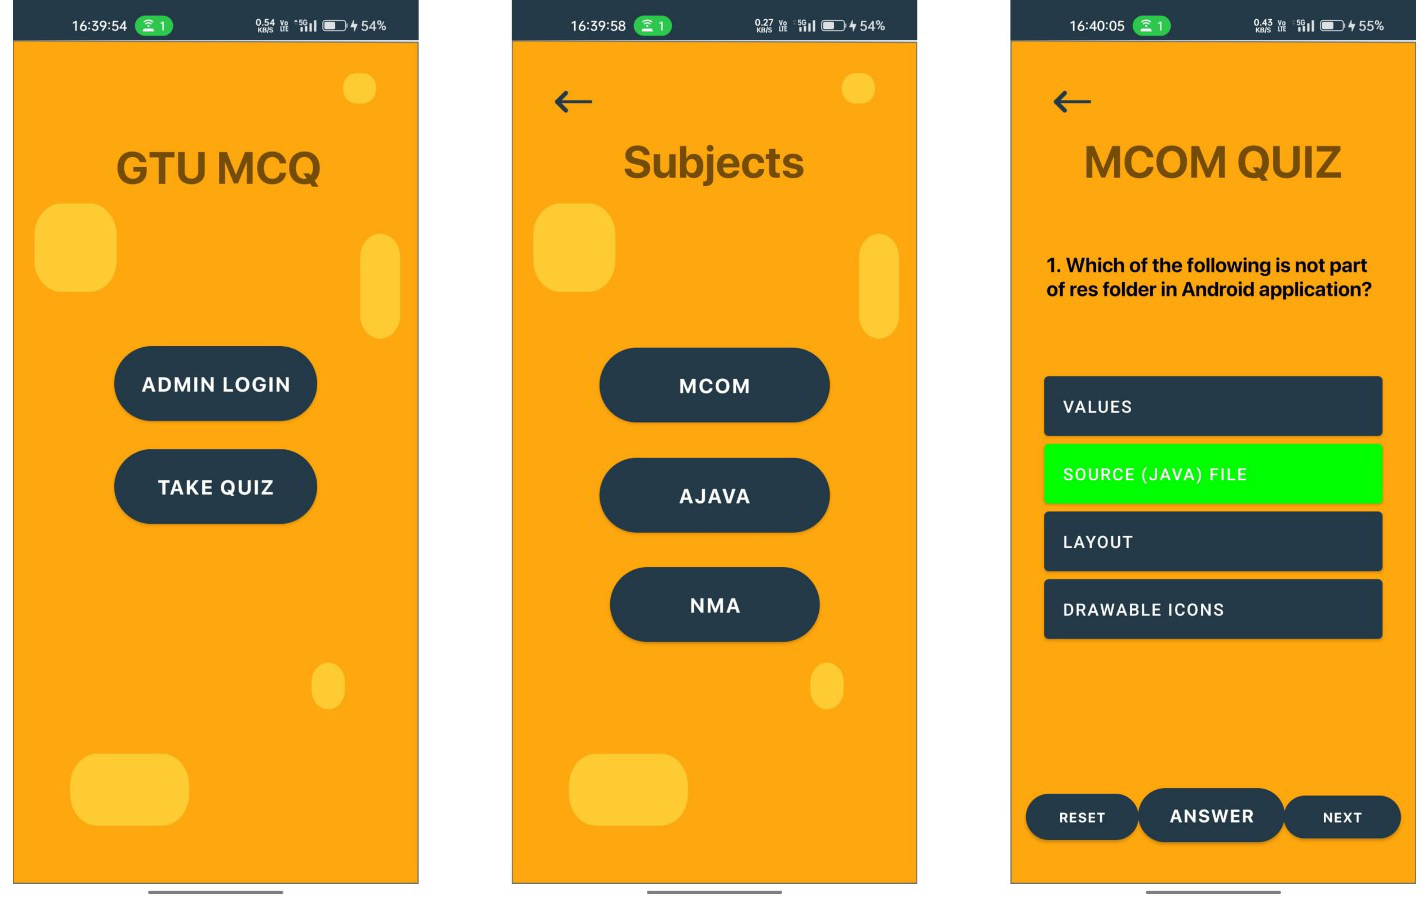 16:39:54 1 0.54 KB/S Vo LTE 5G 54%
GTU MCQ
ADMIN LOGIN
TAKE QUIZ
16:39:58 1 0.27 KB/S Vo LTE 5G 54%
Subjects
MCOM
AJAVA
NMA
16:40:05 1 0.43 KB/S Vo LTE 5G 55%
MCOM QUIZ
1. Which of the following is not part
of res folder in Android application?
VALUES
SOURCE (JAVA) FILE
LAYOUT
DRAWABLE ICONS
RESET ANSWER NEXT